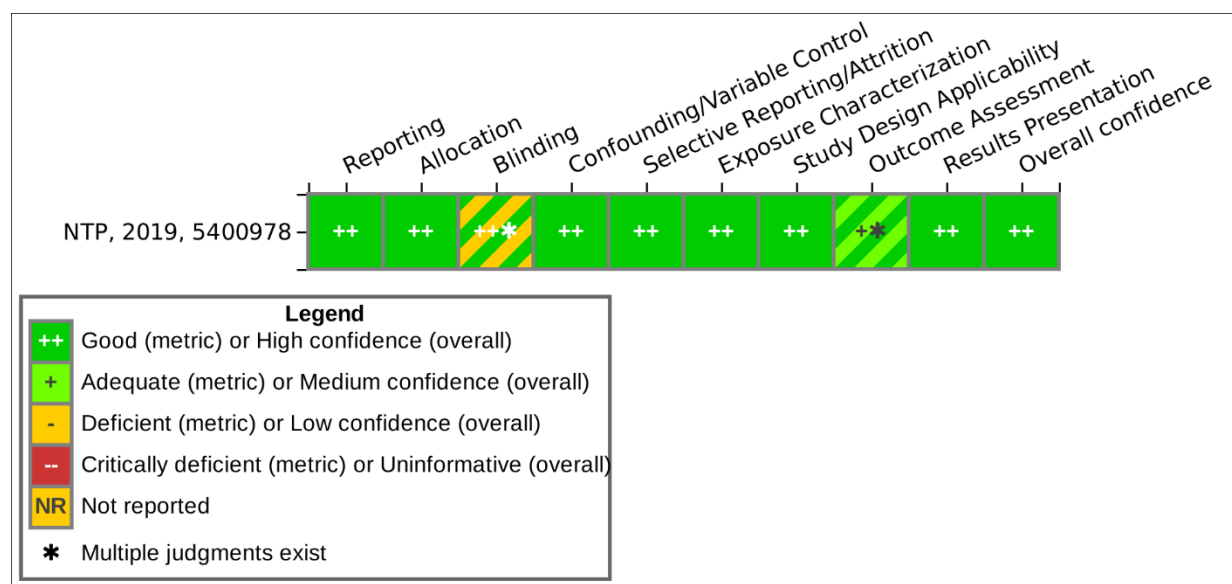 Reporting
Allocation
Blinding
Confounding/Variable Control
Selective Reporting/Attrition
Exposure Characterization
Study Design Applicability
Outcome Assessment
Results Presentation
Overall confidence
NTP, 2019, 5400978 ++ ++ ++✱ ++ ++ ++ ++ +✱ ++ ++
Legend
++ Good (metric) or High confidence (overall)
+ Adequate (metric) or Medium confidence (overall)
- Deficient (metric) or Low confidence (overall)
-- Critically deficient (metric) or Uninformative (overall)
NR Not reported
✱ Multiple judgments exist